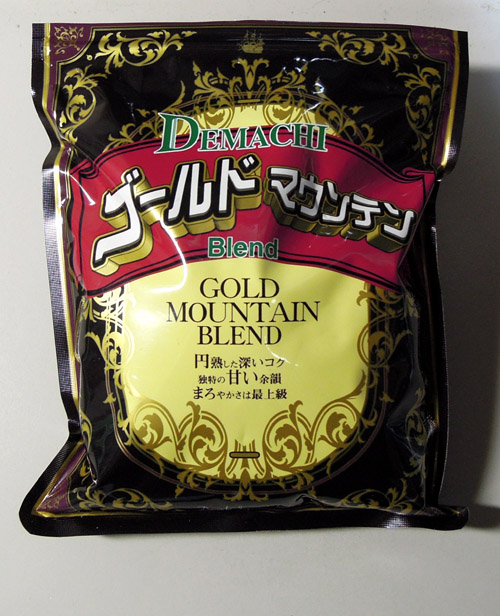 DEMACHI
ゴールド マウンテン
Blend
GOLD
MOUNTAIN
BLEND
円熟した深いコク
独特の甘い余韻
まろやかさは最上級